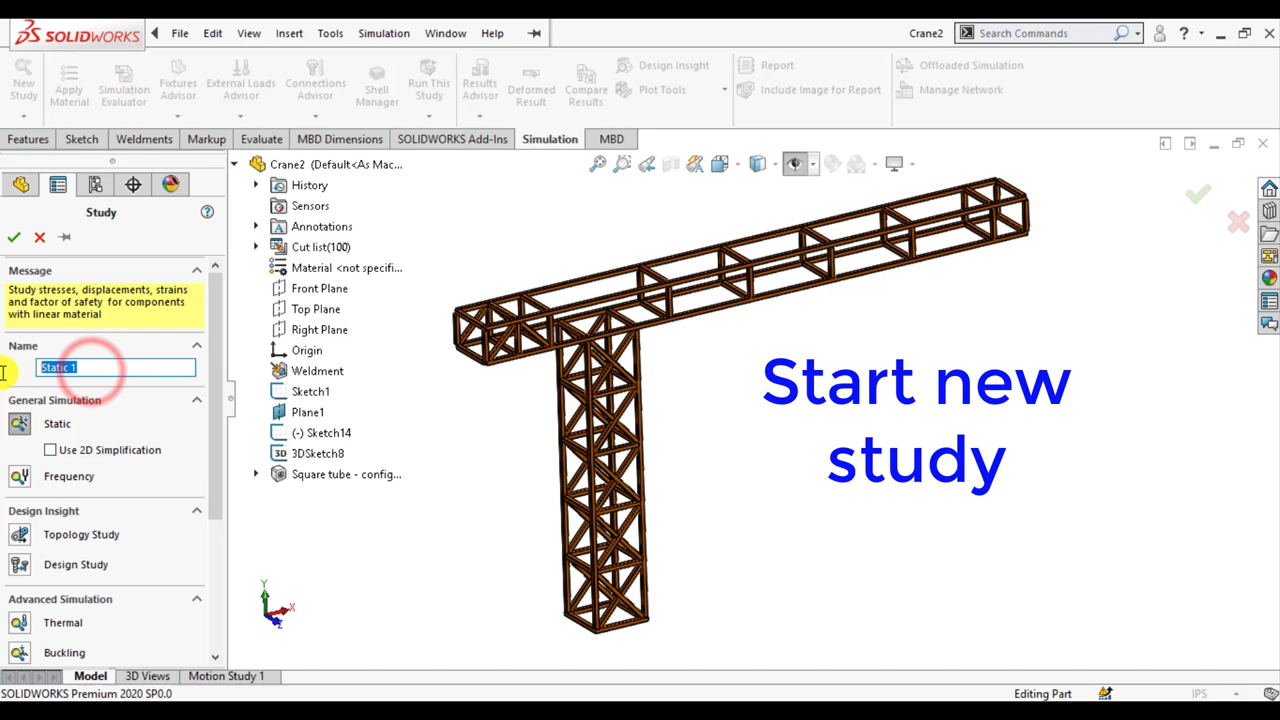 SOLIDWORKS
File Edit View Insert Tools Simulation Window Help
Crane2
Search Commands
?
New Study
Apply Material
Simulation Evaluator
Fixtures Advisor
External Loads Advisor
Connections Advisor
Shell Manager
Run This Study
Results Advisor
Deformed Result
Compare Results
Design Insight
Plot Tools
Report
Include Image for Report
Offloaded Simulation
Manage Network
Features Sketch Weldments Markup Evaluate MBD Dimensions SOLIDWORKS Add-Ins Simulation MBD
Study
?
Message
Study stresses, displacements, strains
and factor of safety for components
with linear material
Name
Static 1
General Simulation
Static
Use 2D Simplification
Frequency
Design Insight
Topology Study
Design Study
Advanced Simulation
Thermal
Buckling
Crane2 (Default<As Mac...
History
Sensors
Annotations
Cut list(100)
Material <not specifi...
Front Plane
Top Plane
Right Plane
Origin
Weldment
Sketch1
Plane1
(-) Sketch14
3D 3DSketch8
Square tube - config...
Start new
study
Y
X
Z
Model 3D Views Motion Study 1
SOLIDWORKS Premium 2020 SP0.0
Editing Part
IPS